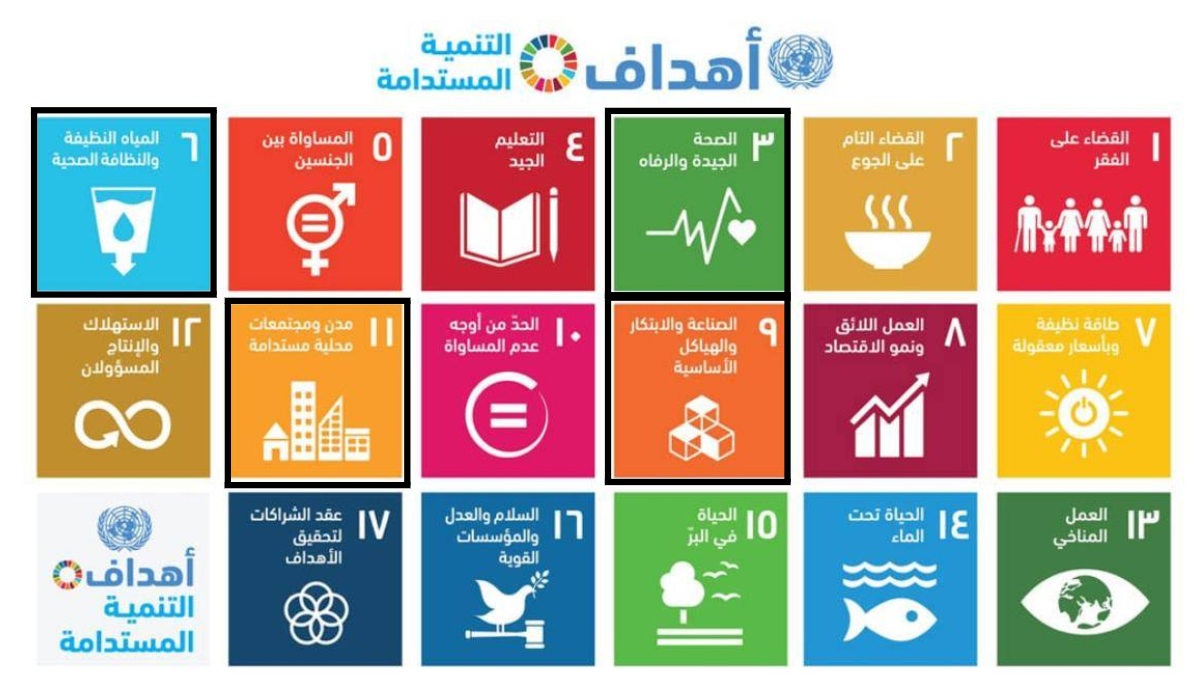 أهداف
التنمية
المستدامة
١ القضاء على
الفقر
٢ القضاء التام
على الجوع
٣ الصحة
الجيدة والرفاه
٤ التعليم
الجيد
٥ المساواة بين
الجنسين
٦ المياه النظيفة
والنظافة الصحية
٧ طاقة نظيفة
وبأسعار معقولة
٨ العمل اللائق
ونمو الاقتصاد
٩ الصناعة والابتكار
والهياكل
الأساسية
١٠ الحدّ من أوجه
عدم المساواة
١١ مدن ومجتمعات
محلية مستدامة
١٢ الاستهلاك
والإنتاج
المسؤولان
١٣ العمل
المناخي
١٤ الحياة تحت
الماء
١٥ الحياة
في البرّ
١٦ السلام والعدل
والمؤسسات
القوية
١٧ عقد الشراكات
لتحقيق
الأهداف
أهداف
التنمية
المستدامة